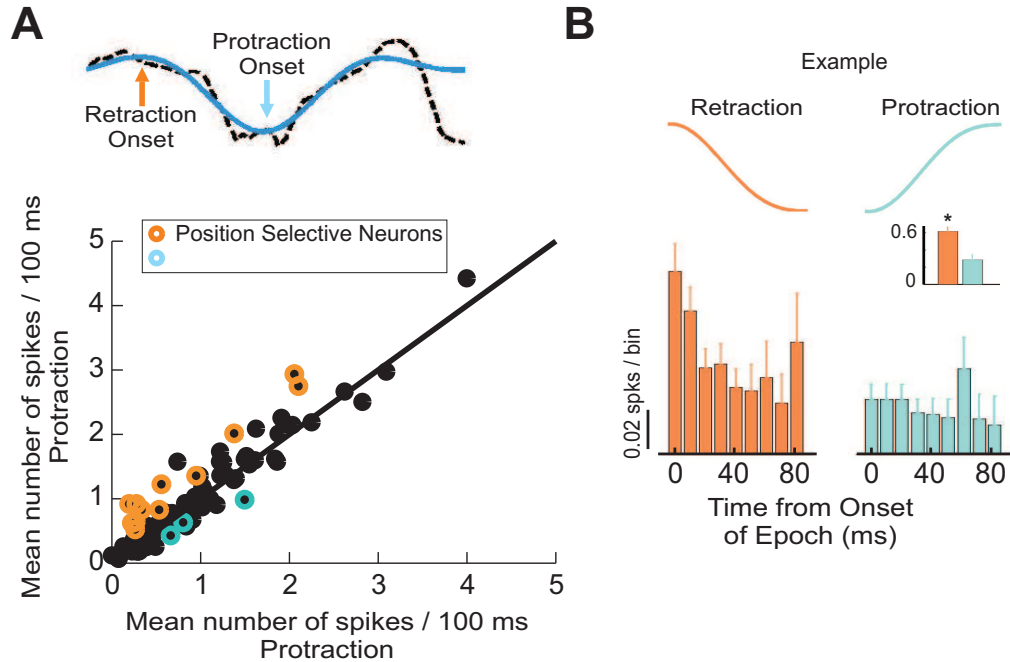 A
Protraction
Onset
Retraction
Onset
Position Selective Neurons
Mean number of spikes / 100 ms
Protraction
5
4
3
2
1
0
0 1 2 3 4 5
Mean number of spikes / 100 ms
Protraction
B
Example
Retraction
Protraction
0.6
*
0
0.02 spks / bin
0 40 80
0 40 80
Time from Onset
of Epoch (ms)